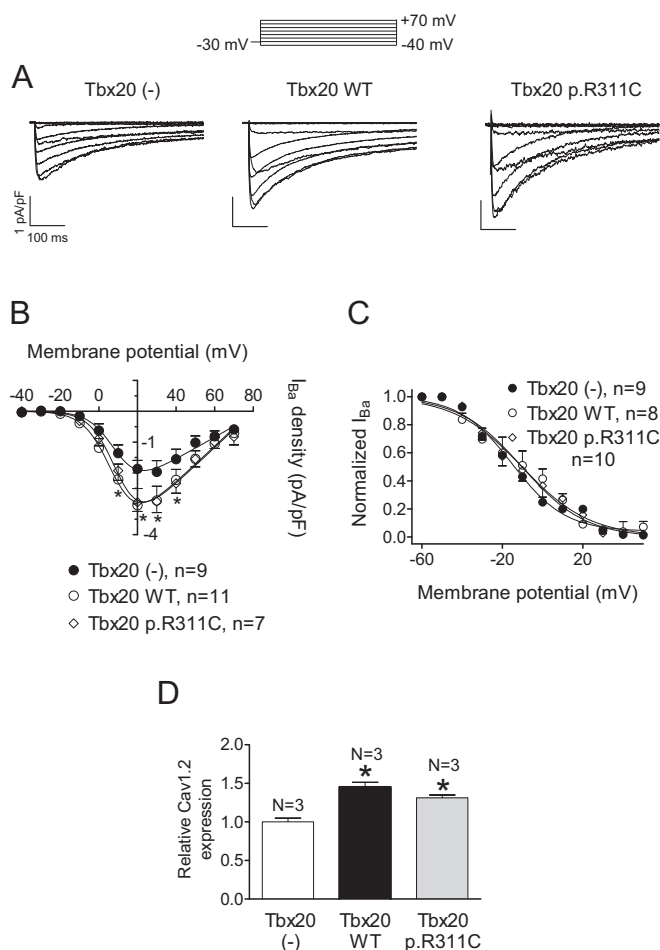 +70 mV
-30 mV
-40 mV
A
Tbx20 (-)
Tbx20 WT
Tbx20 p.R311C
1 pA/pF
100 ms
B
Membrane potential (mV)
-40 -20 0 20 40 60 80
-1
-4
* * * *
I_Ba density (pA/pF)
Tbx20 (-), n=9
Tbx20 WT, n=11
Tbx20 p.R311C, n=7
C
Tbx20 (-), n=9
Tbx20 WT, n=8
Tbx20 p.R311C
n=10
Normalized I_Ba
1.0
0.8
0.6
0.4
0.2
0.0
-60 -20 20
Membrane potential (mV)
D
Relative Cav1.2
expression
2.0
1.5
1.0
0.5
0.0
N=3
N=3
*
N=3
*
Tbx20
(-)
Tbx20
WT
Tbx20
p.R311C